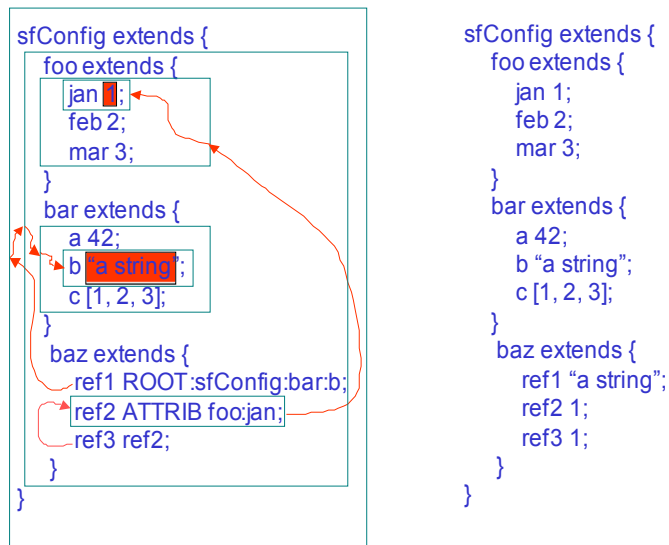 sfConfig extends {
foo extends {
jan 1;
feb 2;
mar 3;
}
bar extends {
a 42;
b “a string”;
c [1, 2, 3];
}
baz extends {
ref1 ROOT:sfConfig:bar:b;
ref2 ATTRIB foo:jan;
ref3 ref2;
}
}
sfConfig extends {
foo extends {
jan 1;
feb 2;
mar 3;
}
bar extends {
a 42;
b “a string”;
c [1, 2, 3];
}
baz extends {
ref1 “a string”;
ref2 1;
ref3 1;
}
}